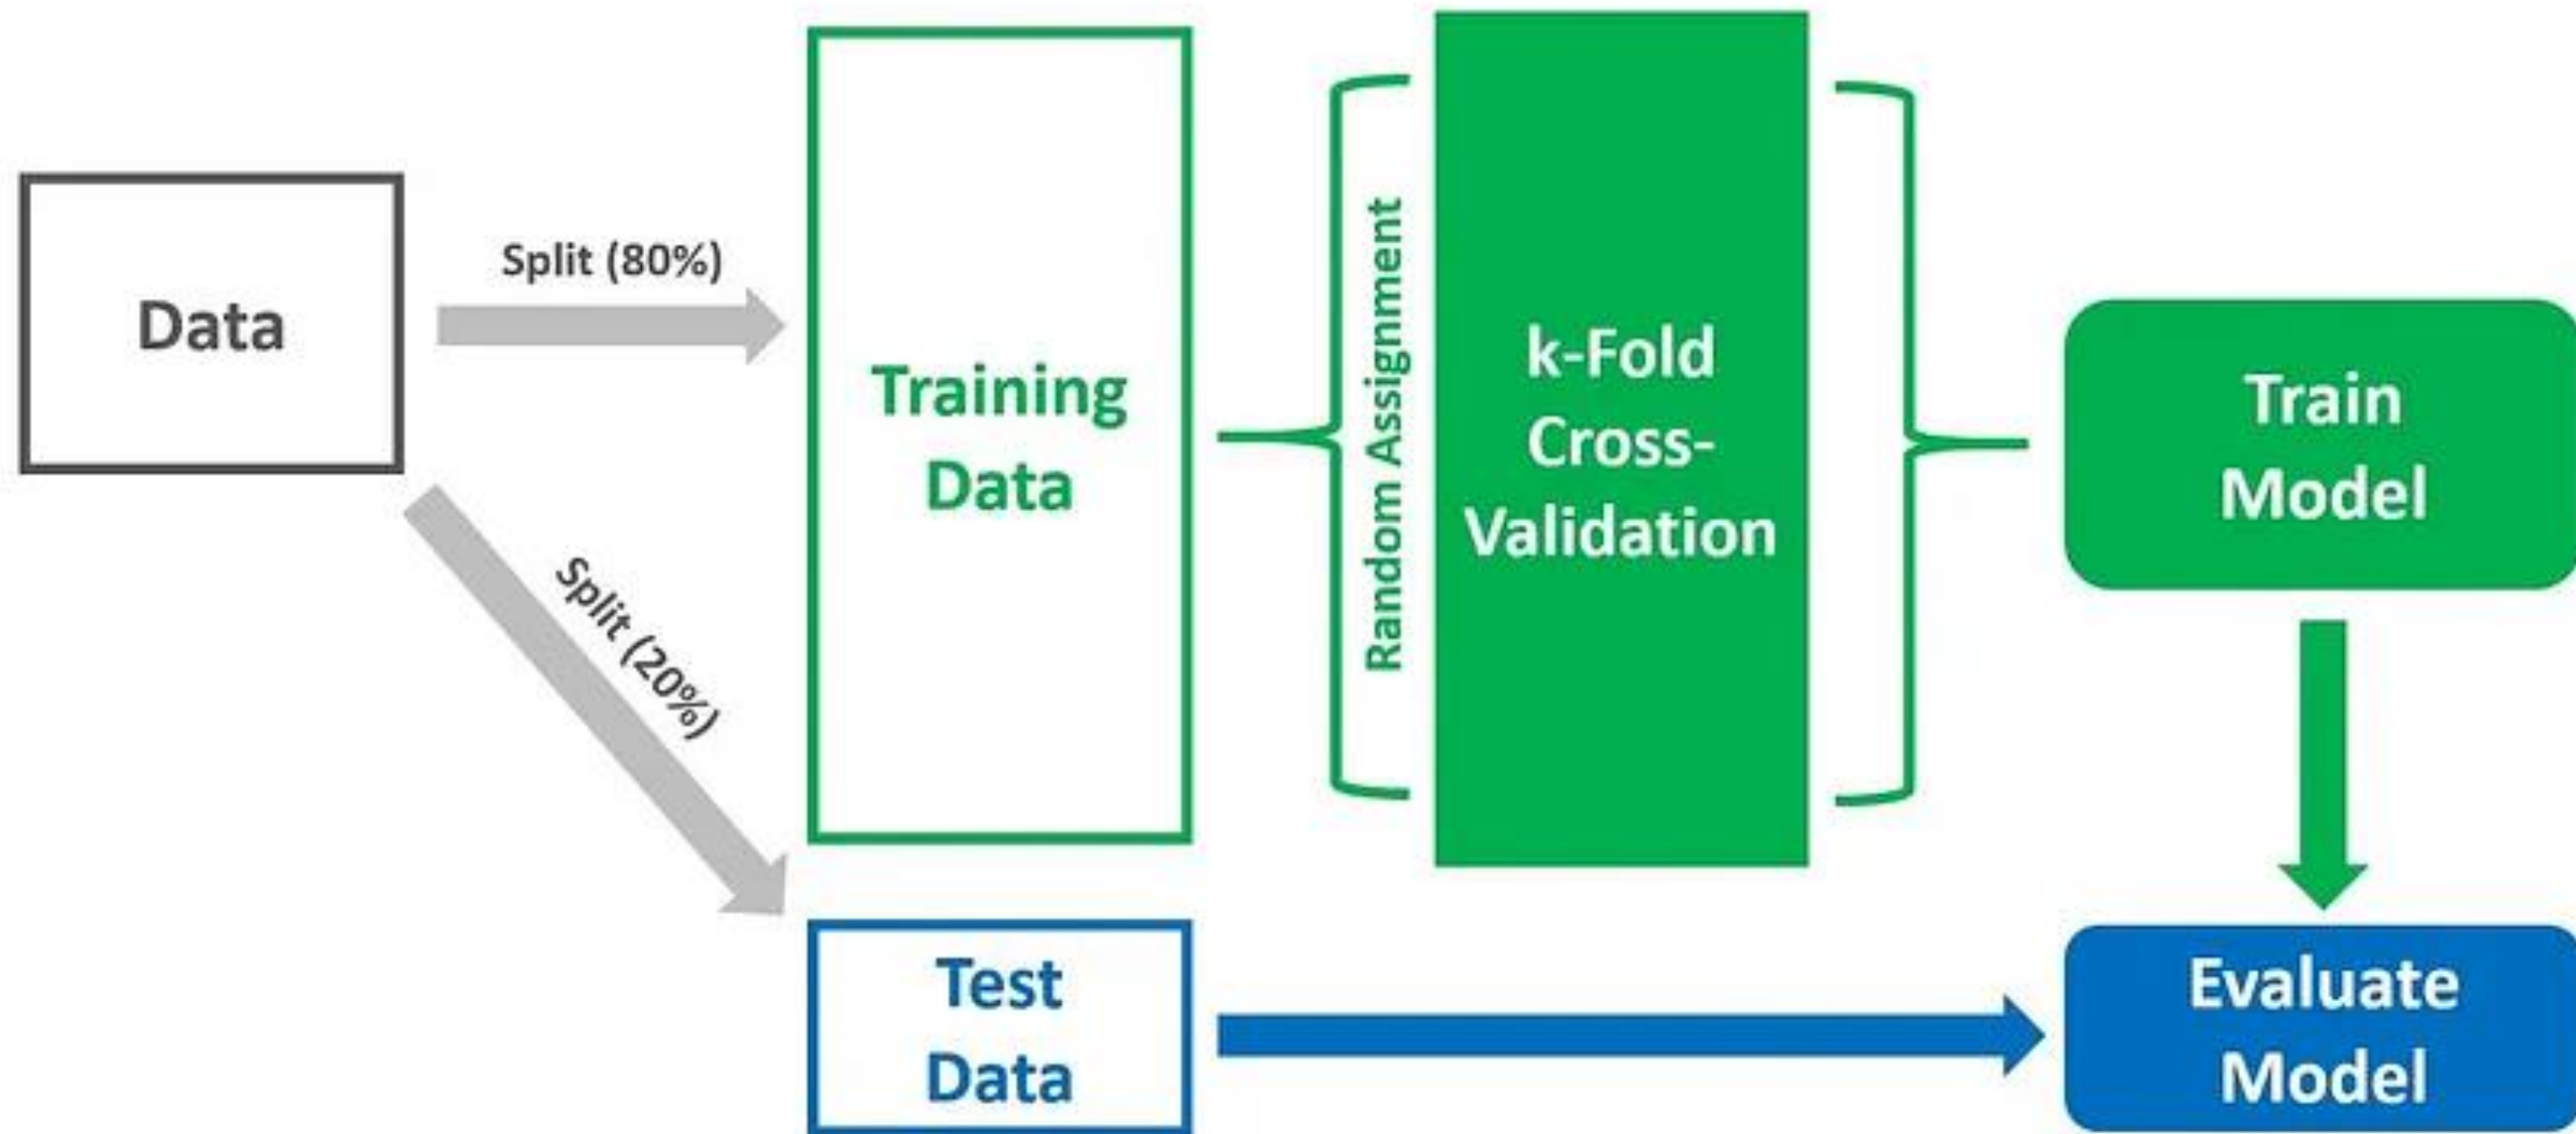 Data
Split (80%)
Split (20%)
Training
Data
Random Assignment
k-Fold
Cross-
Validation
Train
Model
Test
Data
Evaluate
Model